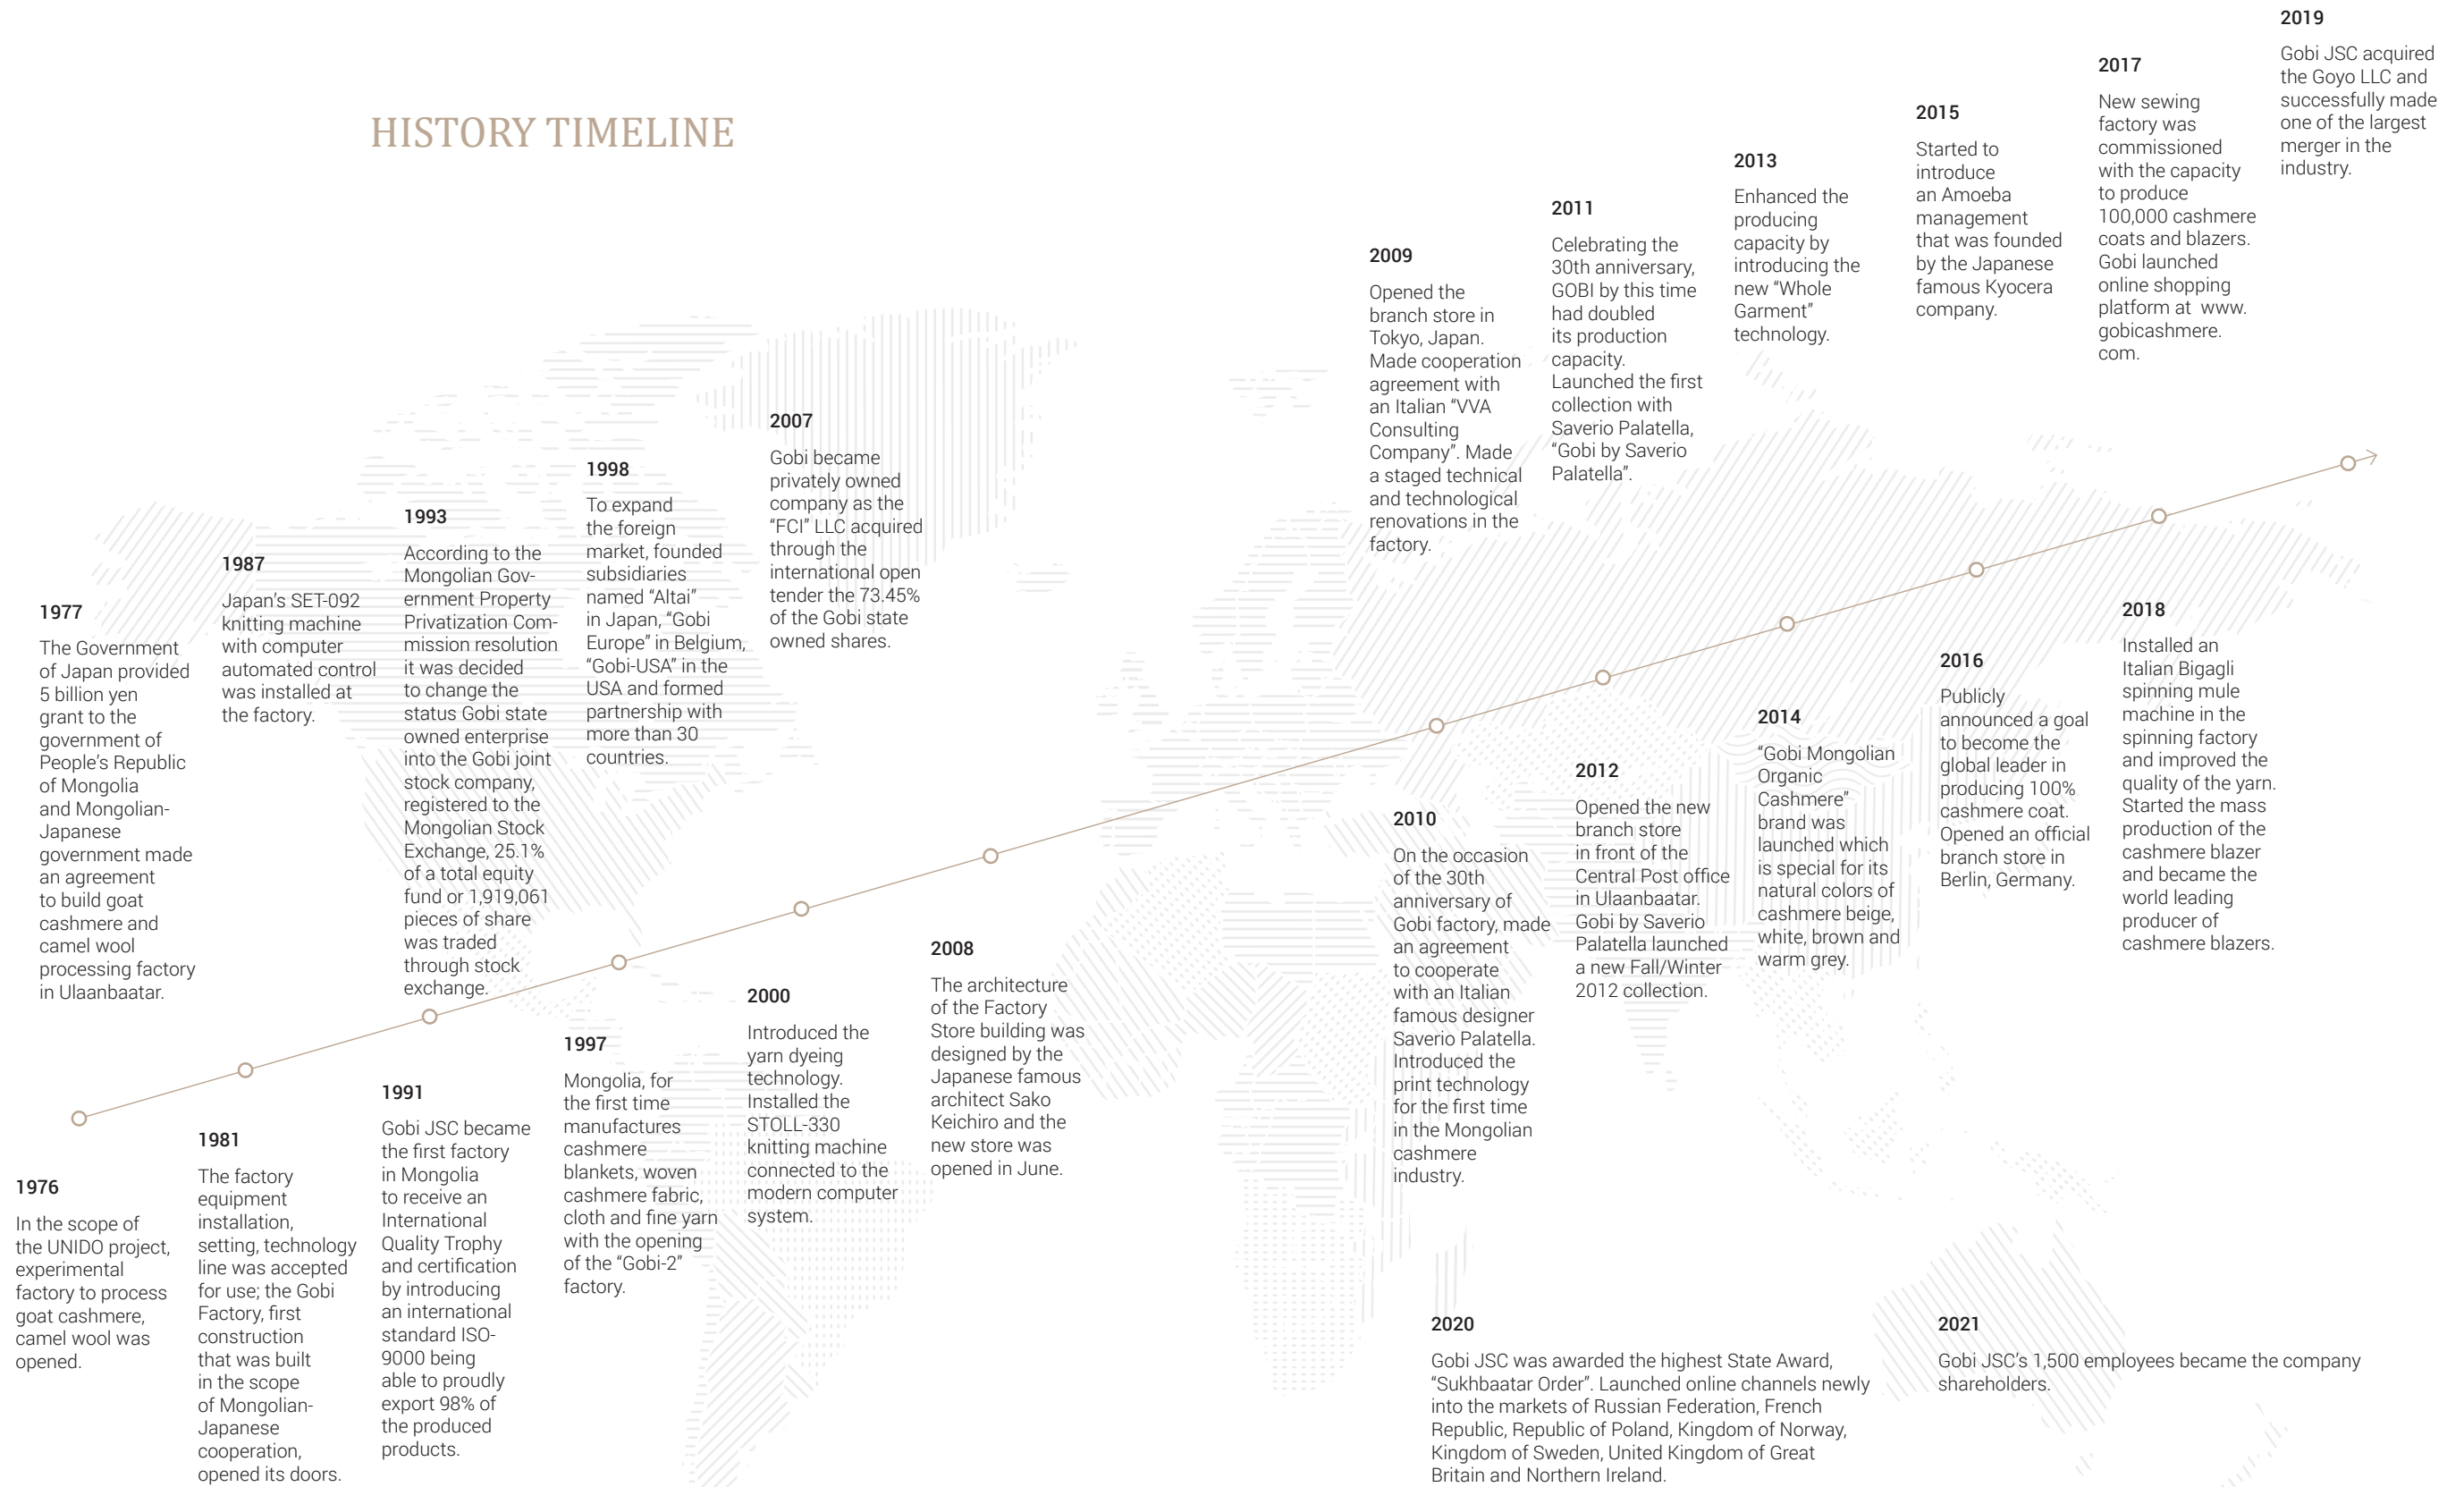 HISTORY TIMELINE
1976
In the scope of
the UNIDO project,
experimental
factory to process
goat cashmere,
camel wool was
opened.
1977
The Government
of Japan provided
5 billion yen
grant to the
government of
People's Republic
of Mongolia
and Mongolian-
Japanese
government made
an agreement
to build goat
cashmere and
camel wool
processing factory
in Ulaanbaatar.
1981
The factory
equipment
installation,
setting, technology
line was accepted
for use; the Gobi
Factory, first
construction
that was built
in the scope
of Mongolian-
Japanese
cooperation,
opened its doors.
1987
Japan's SET-092
knitting machine
with computer
automated control
was installed at
the factory.
1991
Gobi JSC became
the first factory
in Mongolia
to receive an
International
Quality Trophy
and certification
by introducing
an international
standard ISO-
9000 being
able to proudly
export 98% of
the produced
products.
1993
According to the
Mongolian Gov-
ernment Property
Privatization Com-
mission resolution
it was decided
to change the
status Gobi state
owned enterprise
into the Gobi joint
stock company,
registered to the
Mongolian Stock
Exchange, 25.1%
of a total equity
fund or 1,919,061
pieces of share
was traded
through stock
exchange.
1997
Mongolia, for
the first time
manufactures
cashmere
blankets, woven
cashmere fabric,
cloth and fine yarn
with the opening
of the “Gobi-2”
factory.
1998
To expand
the foreign
market, founded
subsidiaries
named “Altai”
in Japan, “Gobi
Europe” in Belgium,
“Gobi-USA” in the
USA and formed
partnership with
more than 30
countries.
2000
Introduced the
yarn dyeing
technology.
Installed the
STOLL-330
knitting machine
connected to the
modern computer
system.
2007
Gobi became
privately owned
company as the
“FCI” LLC acquired
through the
international open
tender the 73.45%
of the Gobi state
owned shares.
2008
The architecture
of the Factory
Store building was
designed by the
Japanese famous
architect Sako
Keichiro and the
new store was
opened in June.
2009
Opened the
branch store in
Tokyo, Japan.
Made cooperation
agreement with
an Italian “VVA
Consulting
Company”. Made
a staged technical
and technological
renovations in the
factory.
2010
On the occasion
of the 30th
anniversary of
Gobi factory, made
an agreement
to cooperate
with an Italian
famous designer
Saverio Palatella.
Introduced the
print technology
for the first time
in the Mongolian
cashmere
industry.
2011
Celebrating the
30th anniversary,
GOBI by this time
had doubled
its production
capacity.
Launched the first
collection with
Saverio Palatella,
“Gobi by Saverio
Palatella”.
2012
Opened the new
branch store
in front of the
Central Post office
in Ulaanbaatar.
Gobi by Saverio
Palatella launched
a new Fall/Winter
2012 collection.
2013
Enhanced the
producing
capacity by
introducing the
new “Whole
Garment”
technology.
2014
“Gobi Mongolian
Organic
Cashmere”
brand was
launched which
is special for its
natural colors of
cashmere beige,
white, brown and
warm grey.
2015
Started to
introduce
an Amoeba
management
that was founded
by the Japanese
famous Kyocera
company.
2016
Publicly
announced a goal
to become the
global leader in
producing 100%
cashmere coat.
Opened an official
branch store in
Berlin, Germany.
2017
New sewing
factory was
commissioned
with the capacity
to produce
100,000 cashmere
coats and blazers.
Gobi launched
online shopping
platform at  www.
gobicashmere.
com.
2018
Installed an
Italian Bigagli
spinning mule
machine in the
spinning factory
and improved the
quality of the yarn.
Started the mass
production of the
cashmere blazer
and became the
world leading
producer of
cashmere blazers.
2019
Gobi JSC acquired
the Goyo LLC and
successfully made
one of the largest
merger in the
industry.
2020
Gobi JSC was awarded the highest State Award,
“Sukhbaatar Order”. Launched online channels newly
into the markets of Russian Federation, French
Republic, Republic of Poland, Kingdom of Norway,
Kingdom of Sweden, United Kingdom of Great
Britain and Northern Ireland.
2021
Gobi JSC's 1,500 employees became the company
shareholders.